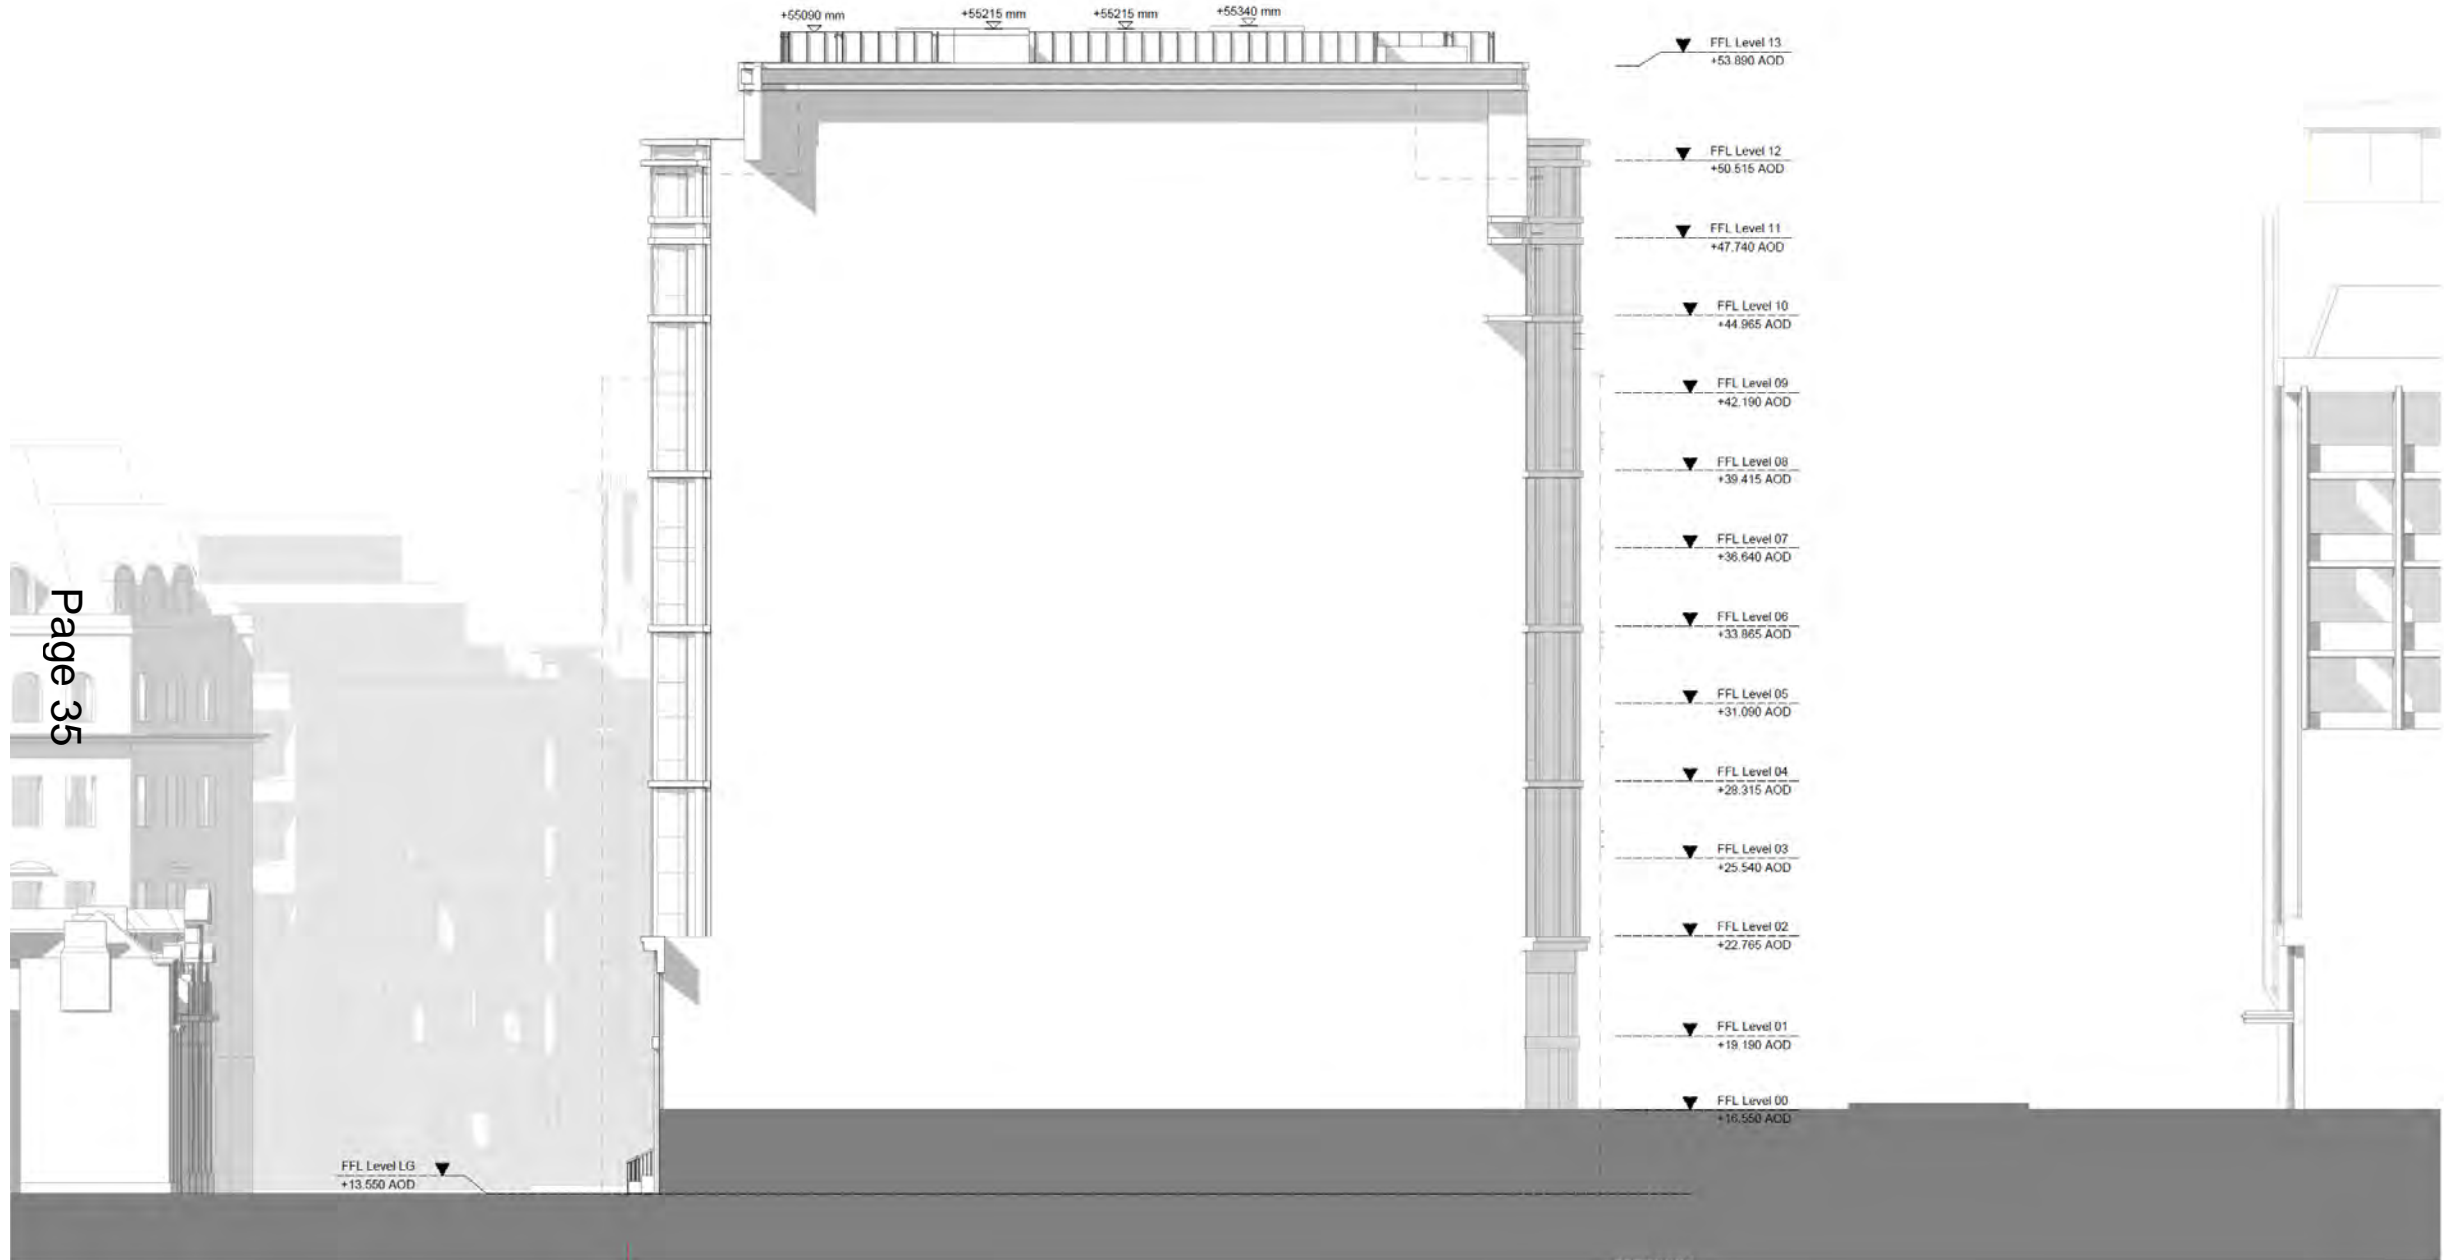 +55090 mm
+55215 mm
+55215 mm
+55340 mm
FFL Level 13
+53.890 AOD
FFL Level 12
+50.515 AOD
FFL Level 11
+47.740 AOD
FFL Level 10
+44.965 AOD
FFL Level 09
+42.190 AOD
FFL Level 08
+39.415 AOD
FFL Level 07
+36.640 AOD
FFL Level 06
+33.865 AOD
FFL Level 05
+31.090 AOD
FFL Level 04
+28.315 AOD
FFL Level 03
+25.540 AOD
FFL Level 02
+22.765 AOD
FFL Level 01
+19.190 AOD
FFL Level 00
+16.550 AOD
FFL Level LG
+13.550 AOD
Page 35